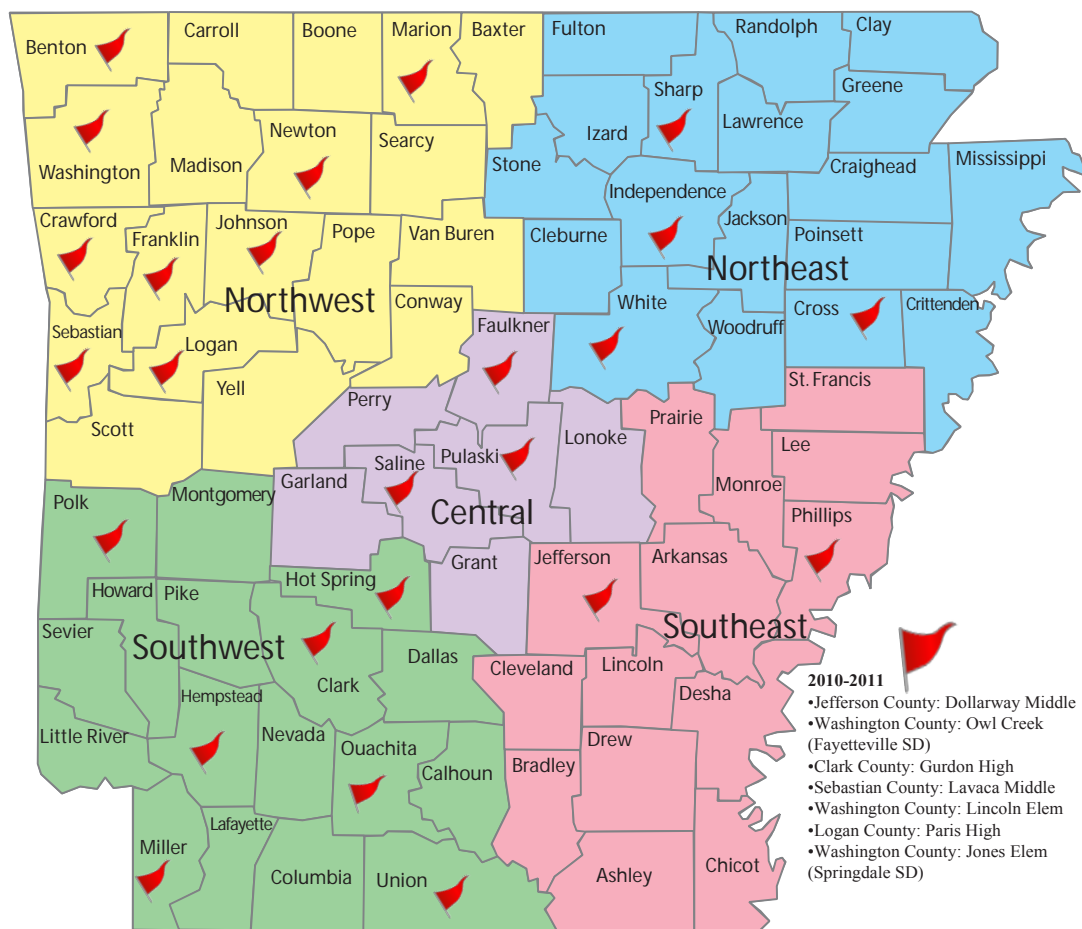 Benton
Carroll
Boone
Marion
Baxter
Fulton
Randolph
Clay
Sharp
Greene
Washington
Madison
Newton
Searcy
Stone
Izard
Lawrence
Craighead
Mississippi
Independence
Jackson
Crawford
Franklin
Johnson
Pope
Van Buren
Cleburne
Poinsett
Northwest
Northeast
Conway
White
Woodruff
Cross
Crittenden
Sebastian
Logan
Faulkner
Yell
Perry
St. Francis
Scott
Prairie
Lonoke
Lee
Pulaski
Saline
Garland
Monroe
Polk
Montgomery
Central
Phillips
Hot Spring
Grant
Jefferson
Arkansas
Howard
Pike
Sevier
Southwest
Southeast
Dallas
Clark
Cleveland
Lincoln
Desha
Hempstead
Little River
Nevada
Ouachita
Calhoun
Bradley
Drew
Lafayette
Miller
Columbia
Union
Ashley
Chicot
2010-2011
•Jefferson County: Dollarway Middle
•Washington County: Owl Creek
(Fayetteville SD)
•Clark County: Gurdon High
•Sebastian County: Lavaca Middle
•Washington County: Lincoln Elem
•Logan County: Paris High
•Washington County: Jones Elem
(Springdale SD)